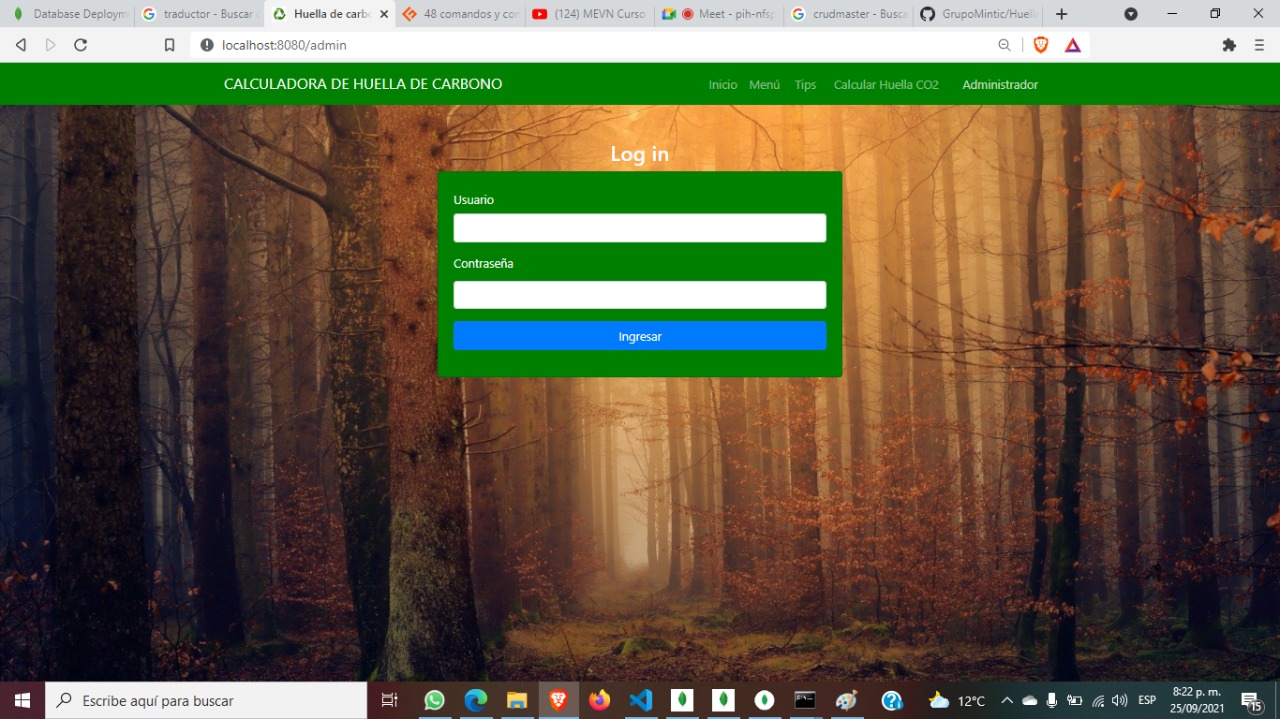 Database Deploym
traductor - Buscar
Huella de carbo
48 comandos y con
(124) MEVN Curso
Meet - pih-nfsp
crudmaster - Busca
GrupoMintic/Huell
localhost:8080/admin
CALCULADORA DE HUELLA DE CARBONO
Inicio Menú Tips Calcular Huella CO2 Administrador
Log in
Usuario
Contraseña
Ingresar
Escribe aquí para buscar
12°C
ESP
8:22 p. m.
25/09/2021
15